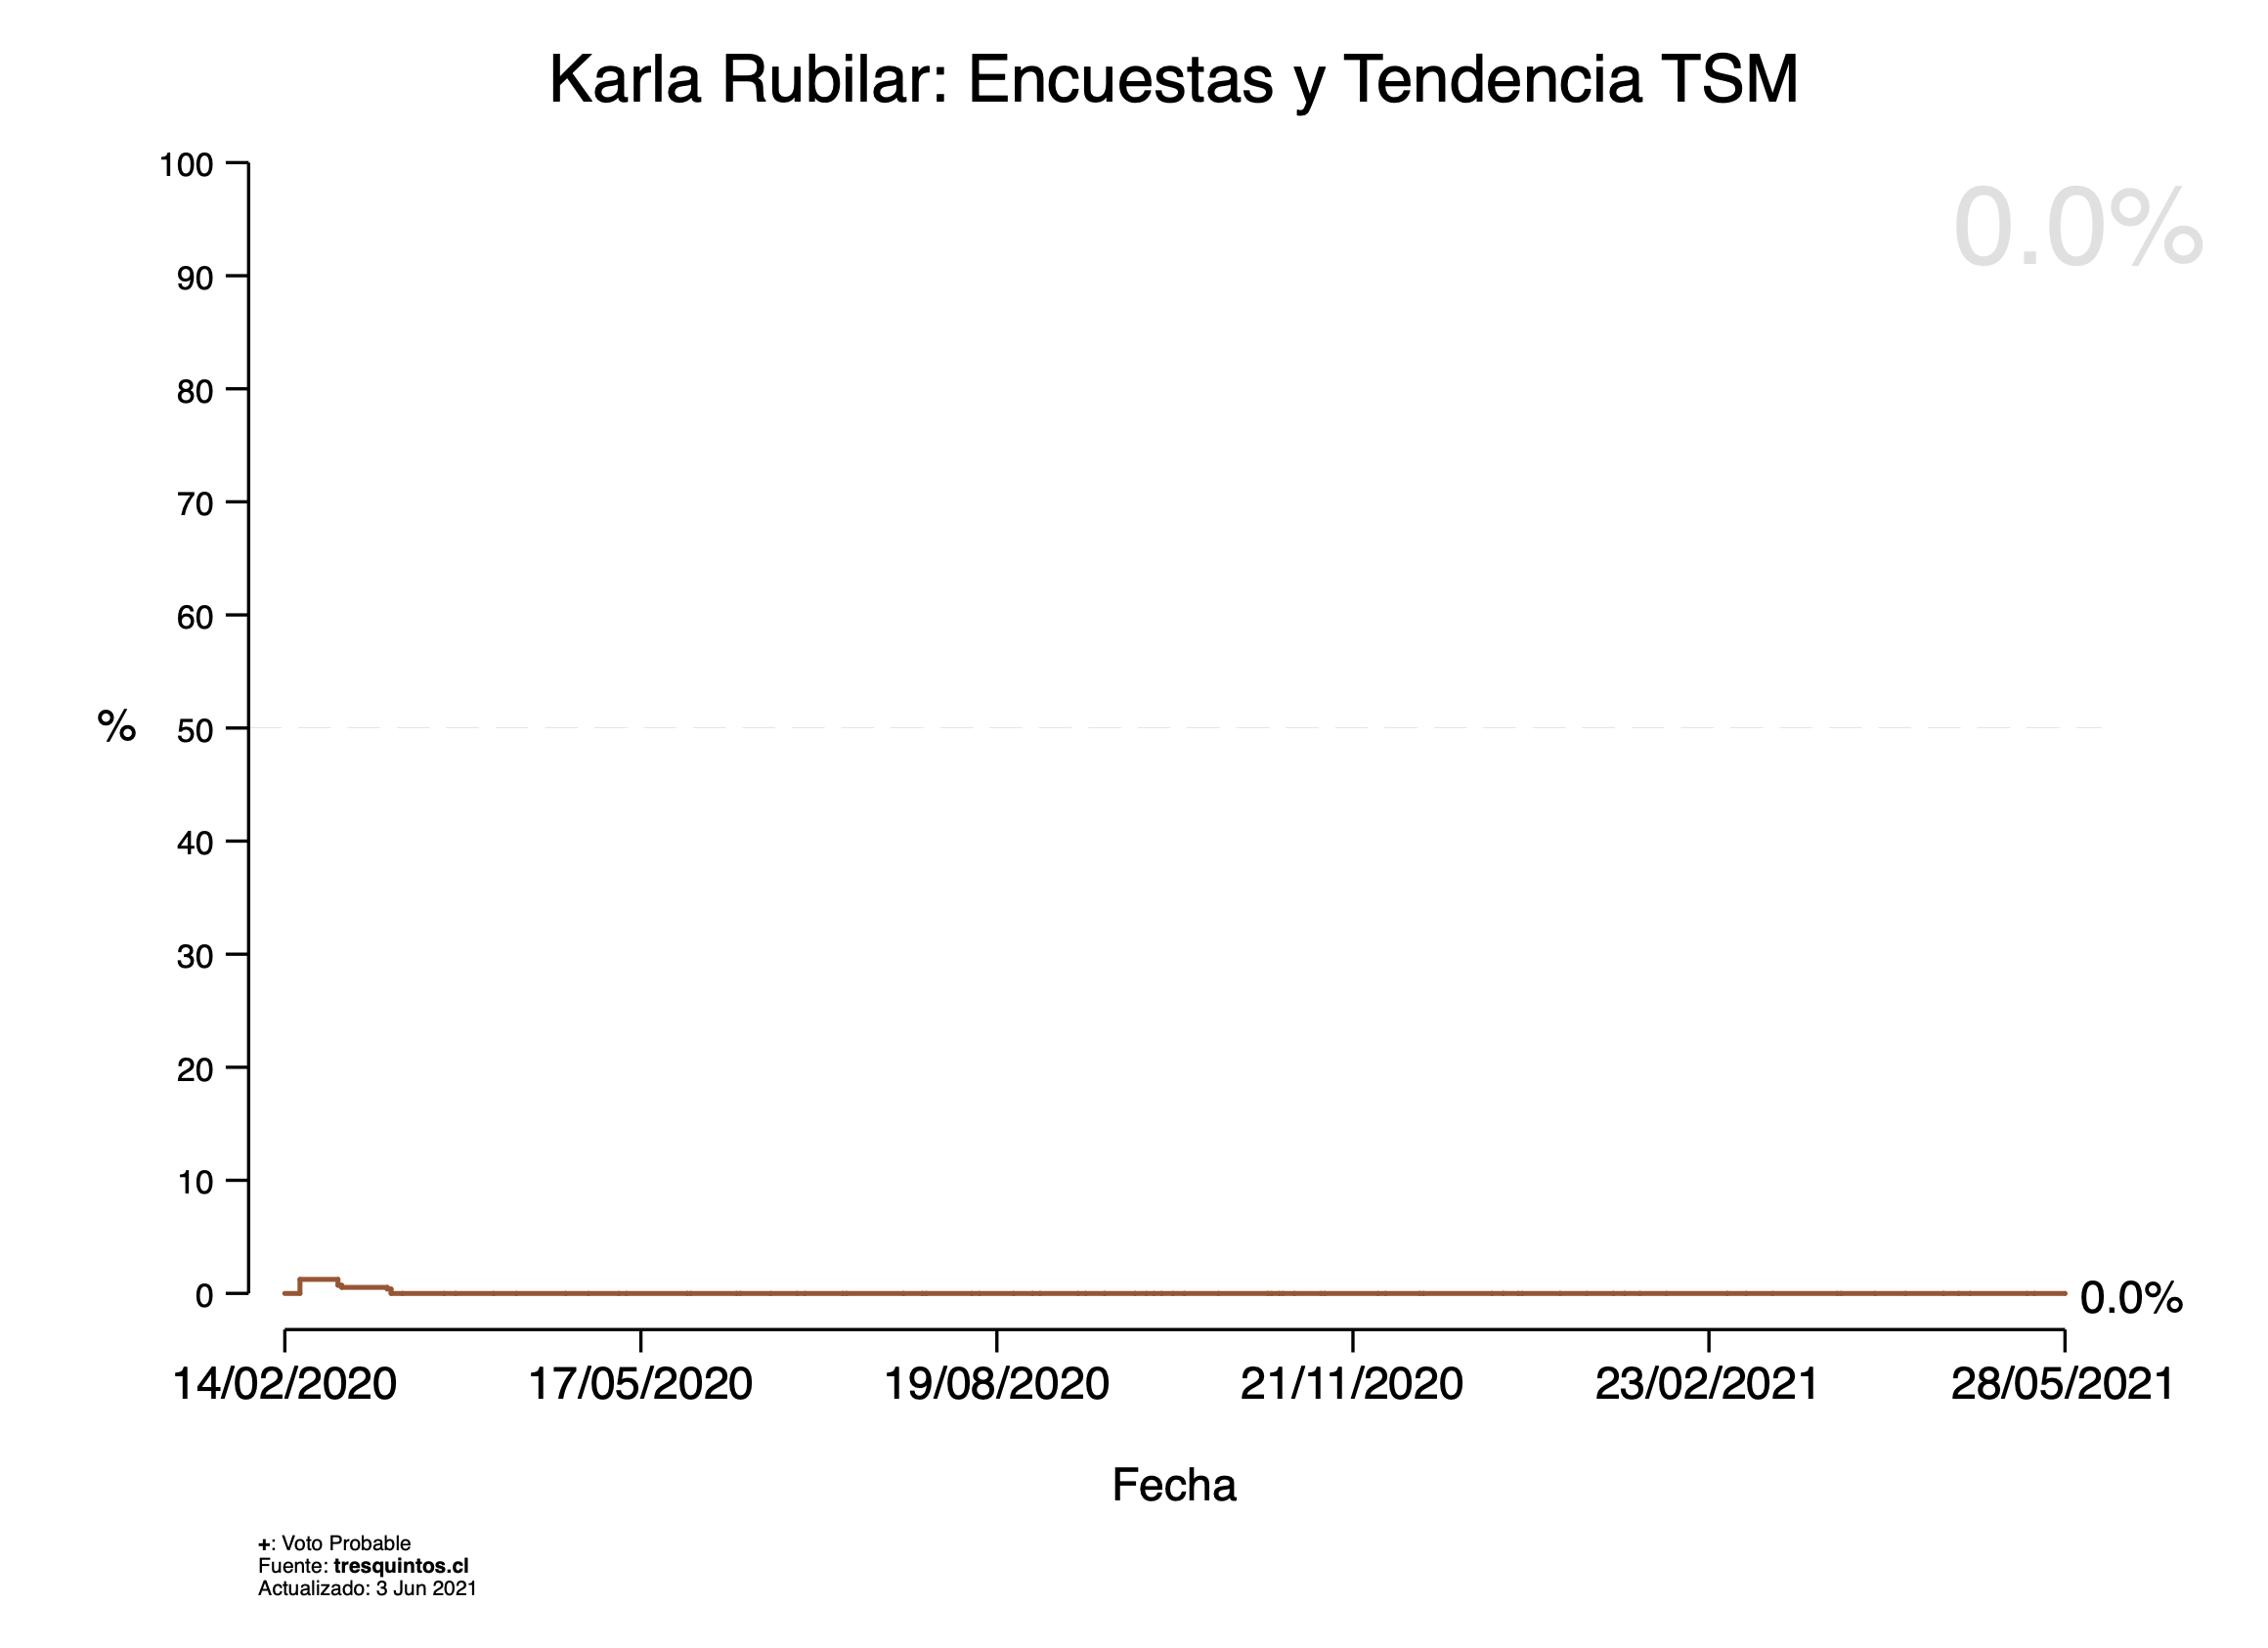 Karla Rubilar: Encuestas y Tendencia TSM
0.0%
100
90
80
70
60
% 50
40
30
20
10
0
0.0%
14/02/2020 17/05/2020 19/08/2020 21/11/2020 23/02/2021 28/05/2021
Fecha
+: Voto Probable
Fuente: tresquintos.cl
Actualizado: 3 Jun 2021